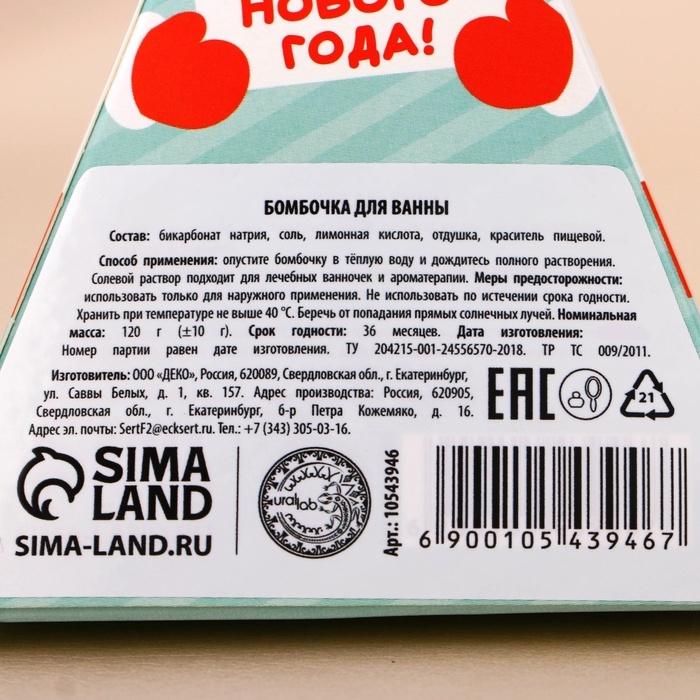 НОВОГО
ГОДА!
БОМБОЧКА ДЛЯ ВАННЫ
Состав: бикарбонат натрия, соль, лимонная кислота, отдушка, краситель пищевой.
Способ применения: опустите бомбочку в тёплую воду и дождитесь полного растворения.
Солевой раствор подходит для лечебных ванночек и ароматерапии. Меры предосторожности:
использовать только для наружного применения. Не использовать по истечении срока годности.
Хранить при температуре не выше 40 °С. Беречь от попадания прямых солнечных лучей. Номинальная
масса: 120 г (±10 г). Срок годности: 36 месяцев. Дата изготовления:
Номер партии равен дате изготовления. ТУ 204215-001-24556570-2018. ТР ТС 009/2011.
Изготовитель: ООО «ДЕКО», Россия, 620089, Свердловская обл., г. Екатеринбург,
ул. Саввы Белых, д. 1, кв. 157. Адрес производства: Россия, 620905,
Свердловская обл., г. Екатеринбург, б-р Петра Кожемяко, д. 16.
Адрес эл. почты: SertF2@ecksert.ru. Тел.: +7 (343) 305-03-16.
EAC
21
SIMA
LAND
SIMA-LAND.RU
ural lab
Арт.: 10543946
6 900105 439467